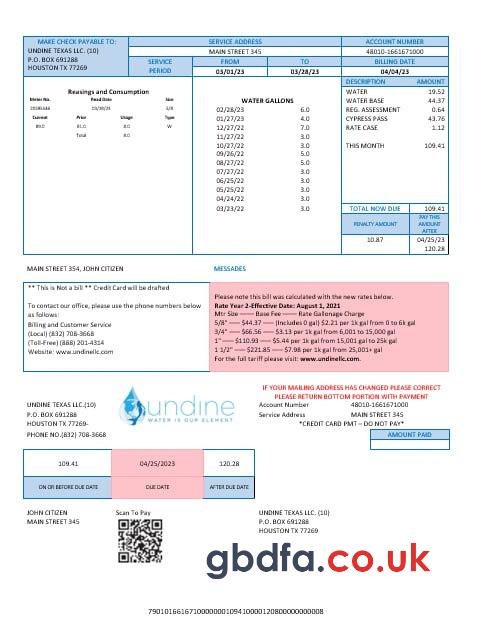 MAKE CHECK PAYABLE TO:
UNDINE TEXAS LLC. (10)
P.O. BOX 691288
HOUSTON TX 77269
SERVICE ADDRESS
MAIN STREET 345
ACCOUNT NUMBER
48010-1661671000
SERVICE PERIOD
FROM
TO
03/01/23
03/28/23
BILLING DATE
04/04/23
Reasings and Consumption
Meter No.
Read Date
Size
03/28/23
5/8
Current
Prior
Usage
Type
89.0
81.0
8.0
W
Total
8.0
WATER GALLONS
02/28/23 6.0
01/27/23 4.0
12/27/22 7.0
11/27/22 3.0
10/27/22 3.0
09/26/22 5.0
08/27/22 5.0
07/27/22 3.0
06/25/22 3.0
05/25/22 3.0
04/24/22 3.0
03/23/22 3.0
DESCRIPTION AMOUNT
WATER 19.52
WATER BASE 44.37
REG. ASSESSMENT 0.64
CYPRESS PASS 43.76
RATE CASE 1.12
THIS MONTH 109.41
TOTAL NOW DUE 109.41
PENALTY AMOUNT
PAY THIS
AMOUNT
AFTER
10.87 04/25/23
120.28
MAIN STREET 354, JOHN CITIZEN
MESSAGES
** This is Not a bill ** Credit Card will be drafted
To contact our office, please use the phone numbers below
as follows:
Billing and Customer Service
(Local) (832) 708-3668
(Toll-Free) (888) 201-4314
Website: www.undinellc.com
Please note this bill was calculated with the new rates below.
Rate Year 2-Effective Date: August 1, 2021
Mtr Size —— Base Fee—— Rate Gallonage Charge
5/8" —— $44.37 —— (Includes 0 gal) $2.21 per 1k gal from 0 to 6k gal
3/4" —— $66.56 —— $3.13 per 1k gal from 6,001 to 15,000 gal
1" —— $110.93 ——$5.44 per 1k gal from 15,001 gal to 25k gal
1 1/2" —— $221.85 —— $7.98 per 1k gal from 25,001+ gal
For the full tariff please visit: www.undinellc.com.
UNDINE TEXAS LLC.(10)
P.O. BOX 691288
HOUSTON TX 77269-
PHONE NO.(832) 708-3668
undine
WATER IS OUR ELEMENT
IF YOUR MAILING ADDRESS HAS CHANGED PLEASE CORRECT
PLEASE RETURN BOTTOM PORTION WITH PAYMENT
Account Number 48010-1661671000
Service Address MAIN STREET 345
*CREDIT CARD PMT – DO NOT PAY*
AMOUNT PAID
109.41
04/25/2023
120.28
ON OR BEFORE DUE DATE
DUE DATE
AFTER DUE DATE
JOHN CITIZEN
MAIN STREET 345
Scan To Pay
UNDINE TEXAS LLC. (10)
P.O. BOX 691288
HOUSTON TX 77269
gbdfa.co.uk